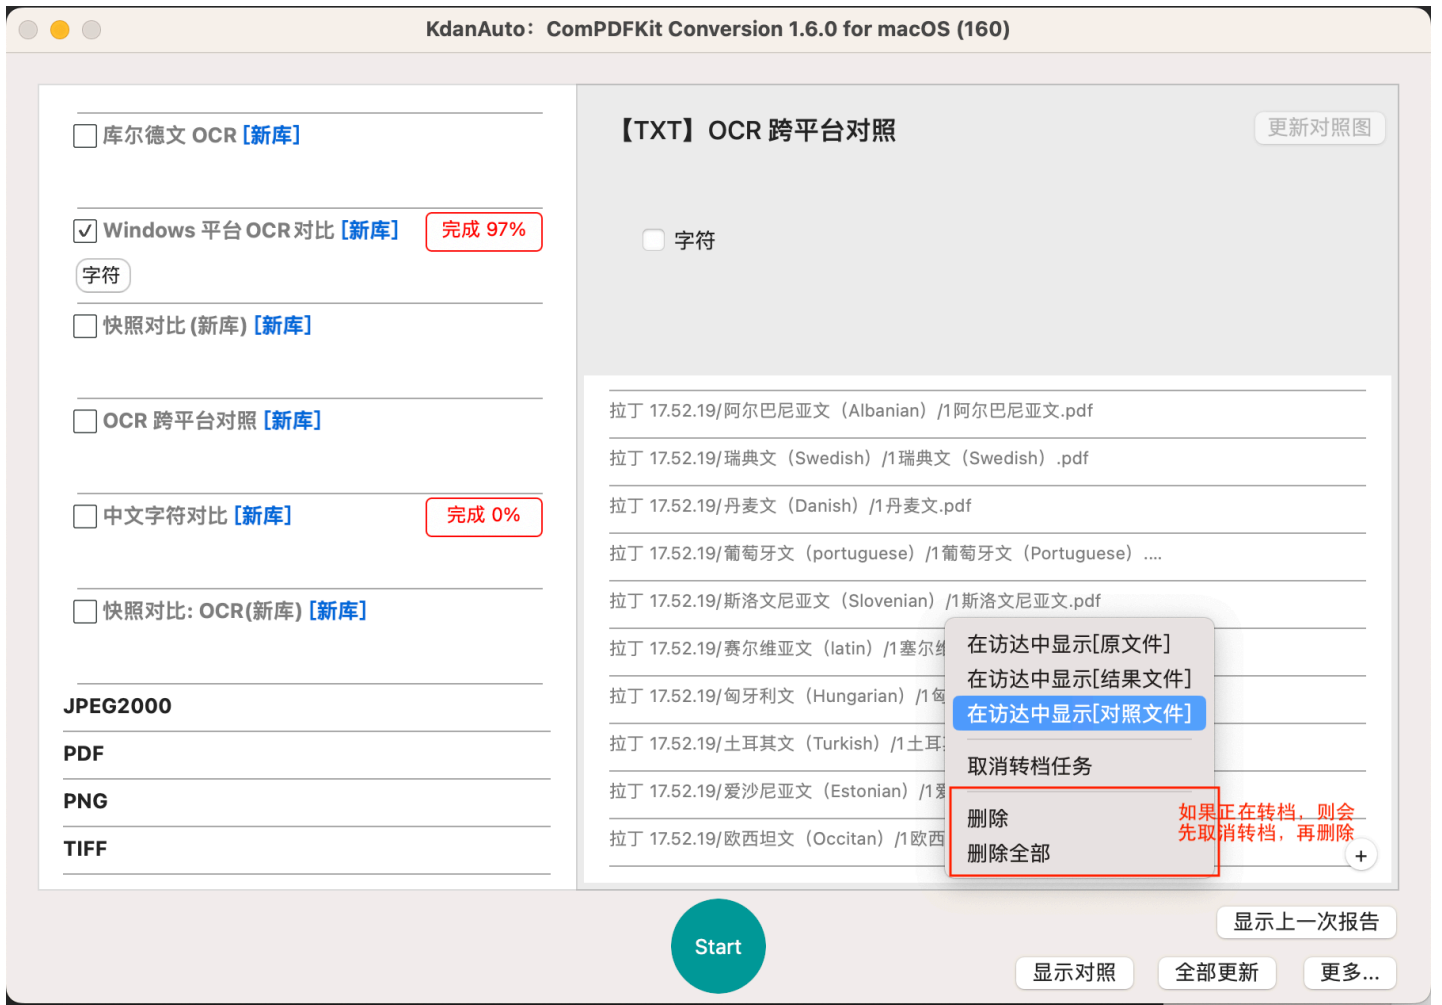 KdanAuto：ComPDFKit Conversion 1.6.0 for macOS (160)
库尔德文 OCR [新库]
Windows 平台 OCR 对比 [新库]
完成 97%
字符
快照对比 (新库) [新库]
OCR 跨平台对照 [新库]
中文字符对比 [新库]
完成 0%
快照对比: OCR(新库) [新库]
JPEG2000
PDF
PNG
TIFF
【TXT】OCR 跨平台对照
更新对照图
字符
拉丁 17.52.19/阿尔巴尼亚文（Albanian）/1阿尔巴尼亚文.pdf
拉丁 17.52.19/瑞典文（Swedish）/1瑞典文（Swedish）.pdf
拉丁 17.52.19/丹麦文（Danish）/1丹麦文.pdf
拉丁 17.52.19/葡萄牙文（portuguese）/1葡萄牙文（Portuguese）....
拉丁 17.52.19/斯洛文尼亚文（Slovenian）/1斯洛文尼亚文.pdf
拉丁 17.52.19/赛尔维亚文（latin）/1塞尔维
拉丁 17.52.19/匈牙利文（Hungarian）/1匈
拉丁 17.52.19/土耳其文（Turkish）/1土耳其
拉丁 17.52.19/爱沙尼亚文（Estonian）/1爱
拉丁 17.52.19/欧西坦文（Occitan）/1欧西
在访达中显示[原文件]
在访达中显示[结果文件]
在访达中显示[对照文件]
取消转档任务
删除
删除全部
如果正在转档，则会
先取消转档，再删除
+
Start
显示上一次报告
显示对照
全部更新
更多...